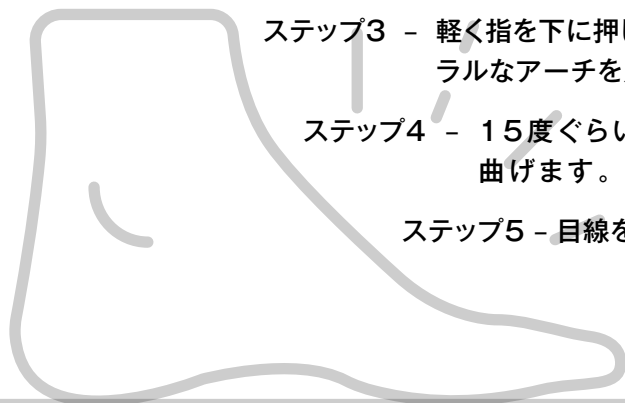 ステップ3 – 軽く指を下に押
ラルなアーチを
ステップ4 – 15度ぐら
曲げます。
ステップ5 – 目線を